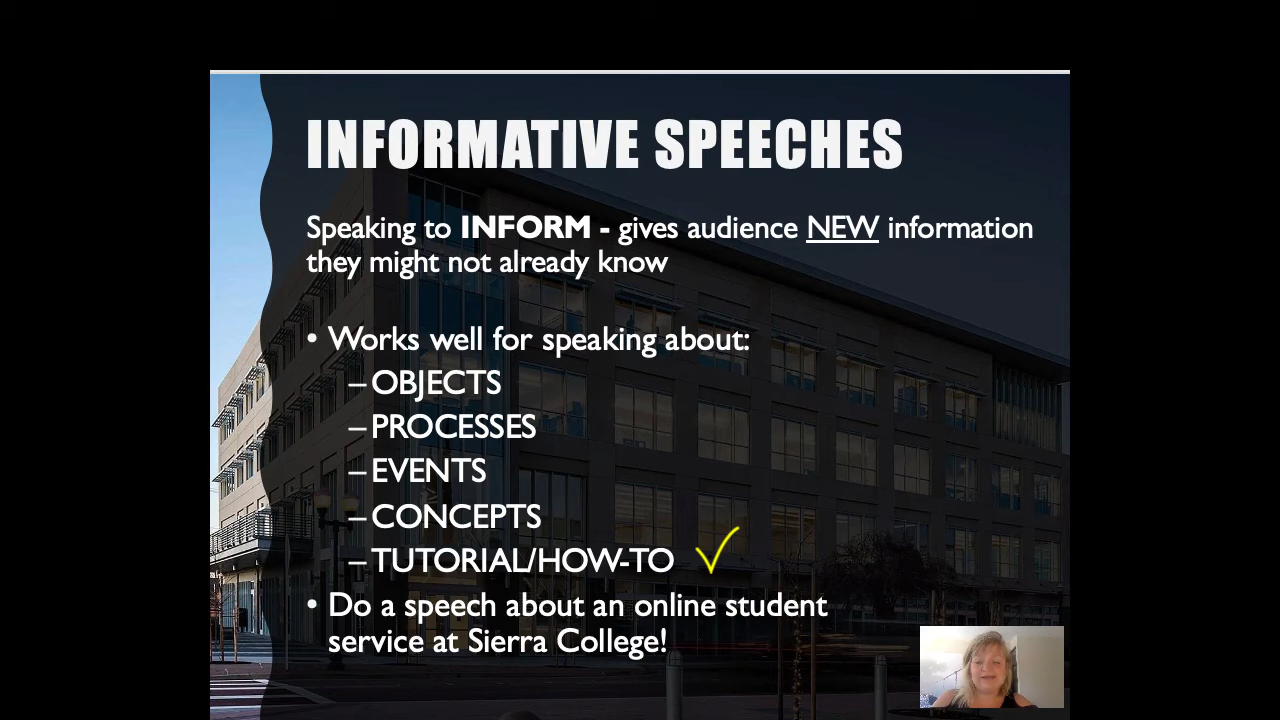 INFORMATIVE SPEECHES
Speaking to INFORM - gives audience NEW information
they might not already know
• Works well for speaking about:
– OBJECTS
– PROCESSES
– EVENTS
– CONCEPTS
– TUTORIAL/HOW-TO
• Do a speech about an online student
service at Sierra College!